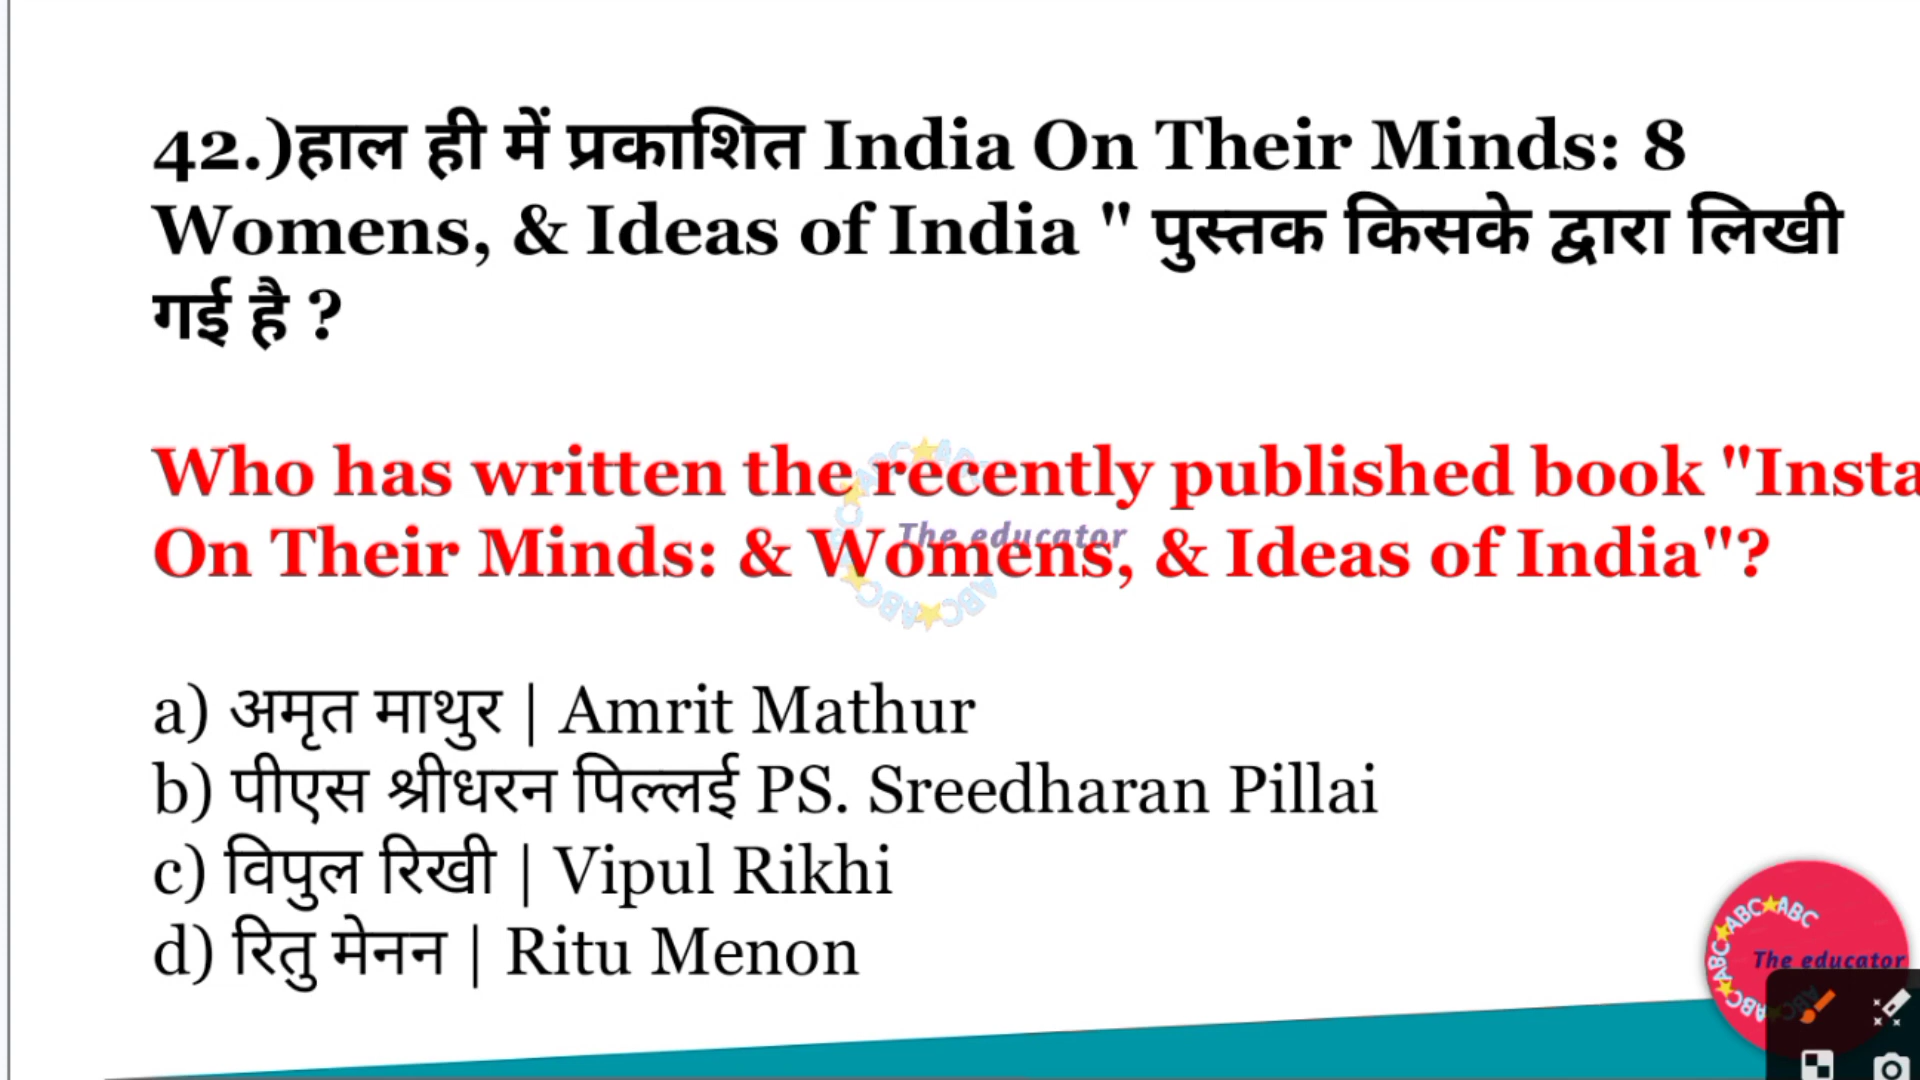 42.)हाल ही में प्रकाशित India On Their Minds: 8
Womens, & Ideas of India " पुस्तक किसके द्वारा लिखी
गई है ?
Who has written the recently published book "Insta
On Their Minds: & Womens, & Ideas of India"?
The educator
a) अमृत माथुर | Amrit Mathur
b) पीएस श्रीधरन पिल्लई PS. Sreedharan Pillai
c) विपुल रिखी | Vipul Rikhi
d) रितु मेनन | Ritu Menon
ABC★ABC★ABC★ABC
The educator